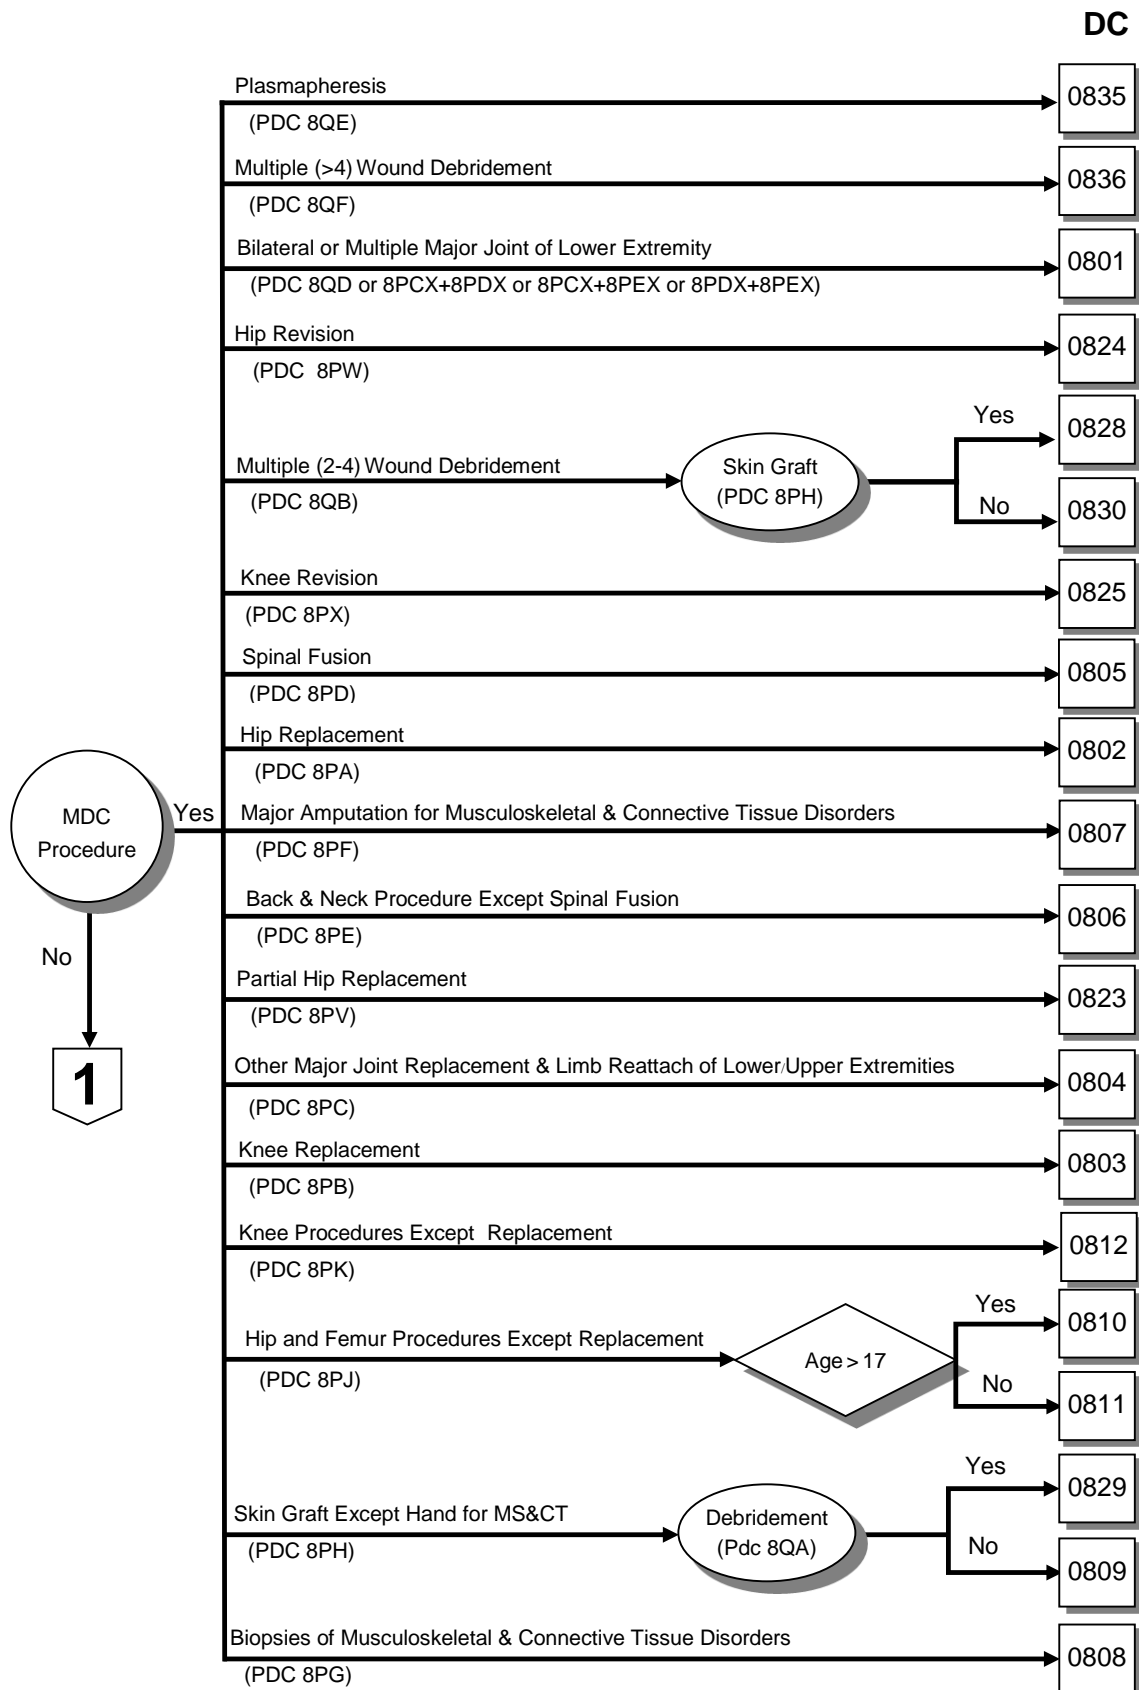 DC
Plasmapheresis
(PDC 8QE)
0835
Multiple (>4) Wound Debridement
(PDC 8QF)
0836
Bilateral or Multiple Major Joint of Lower Extremity
(PDC 8QD or 8PCX+8PDX or 8PCX+8PEX or 8PDX+8PEX)
0801
Hip Revision
(PDC 8PW)
0824
Multiple (2-4) Wound Debridement
(PDC 8QB)
Skin Graft
(PDC 8PH)
Yes
0828
No
0830
Knee Revision
(PDC 8PX)
0825
Spinal Fusion
(PDC 8PD)
0805
Hip Replacement
(PDC 8PA)
0802
MDC
Procedure
Yes
No
1
Major Amputation for Musculoskeletal & Connective Tissue Disorders
(PDC 8PF)
0807
Back & Neck Procedure Except Spinal Fusion
(PDC 8PE)
0806
Partial Hip Replacement
(PDC 8PV)
0823
Other Major Joint Replacement & Limb Reattach of Lower/Upper Extremities
(PDC 8PC)
0804
Knee Replacement
(PDC 8PB)
0803
Knee Procedures Except Replacement
(PDC 8PK)
0812
Hip and Femur Procedures Except Replacement
(PDC 8PJ)
Age > 17
Yes
0810
No
0811
Skin Graft Except Hand for MS&CT
(PDC 8PH)
Debridement
(Pdc 8QA)
Yes
0829
No
0809
Biopsies of Musculoskeletal & Connective Tissue Disorders
(PDC 8PG)
0808